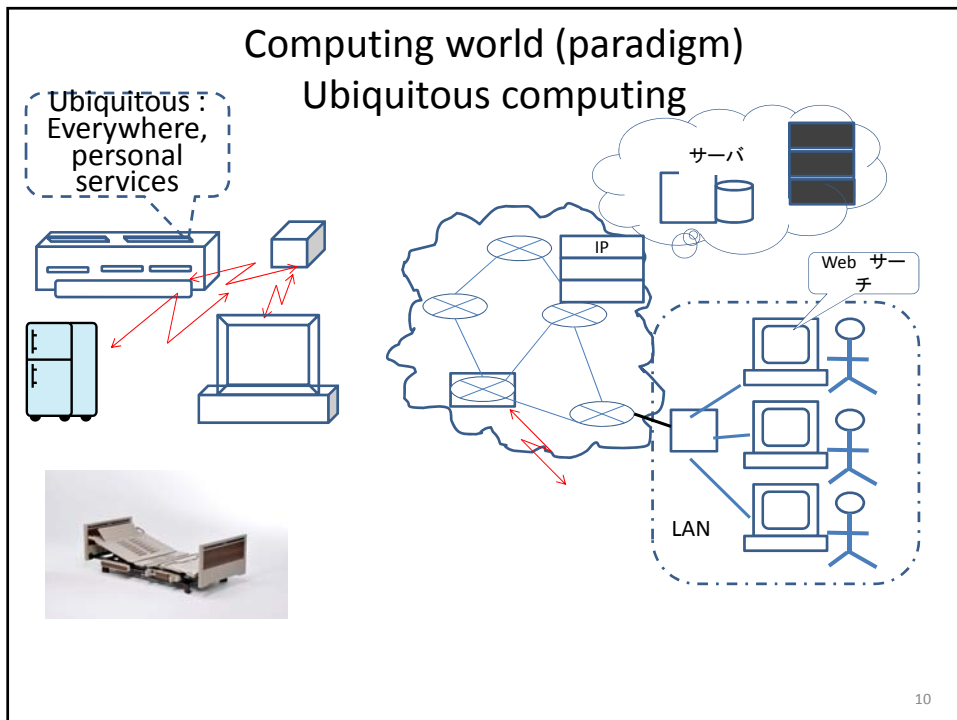 Computing world (paradigm)
Ubiquitous computing
Ubiquitous :
Everywhere,
personal
services
サーバ
IP
Web サー
チ
LAN
10